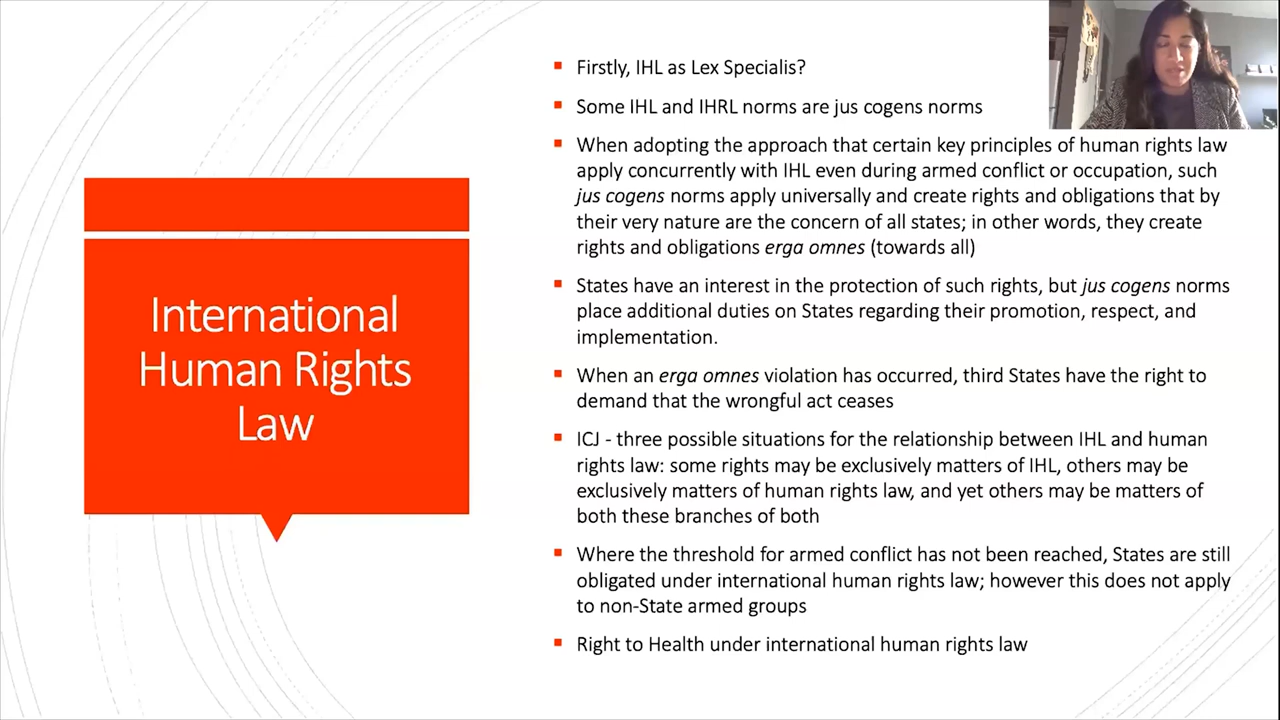 International
Human Rights
Law
Firstly, IHL as Lex Specialis?
Some IHL and IHRL norms are jus cogens norms
When adopting the approach that certain key principles of human rights law
apply concurrently with IHL even during armed conflict or occupation, such
jus cogens norms apply universally and create rights and obligations that by
their very nature are the concern of all states; in other words, they create
rights and obligations erga omnes (towards all)
States have an interest in the protection of such rights, but jus cogens norms
place additional duties on States regarding their promotion, respect, and
implementation.
When an erga omnes violation has occurred, third States have the right to
demand that the wrongful act ceases
ICJ - three possible situations for the relationship between IHL and human
rights law: some rights may be exclusively matters of IHL, others may be
exclusively matters of human rights law, and yet others may be matters of
both these branches of both
Where the threshold for armed conflict has not been reached, States are still
obligated under international human rights law; however this does not apply
to non-State armed groups
Right to Health under international human rights law